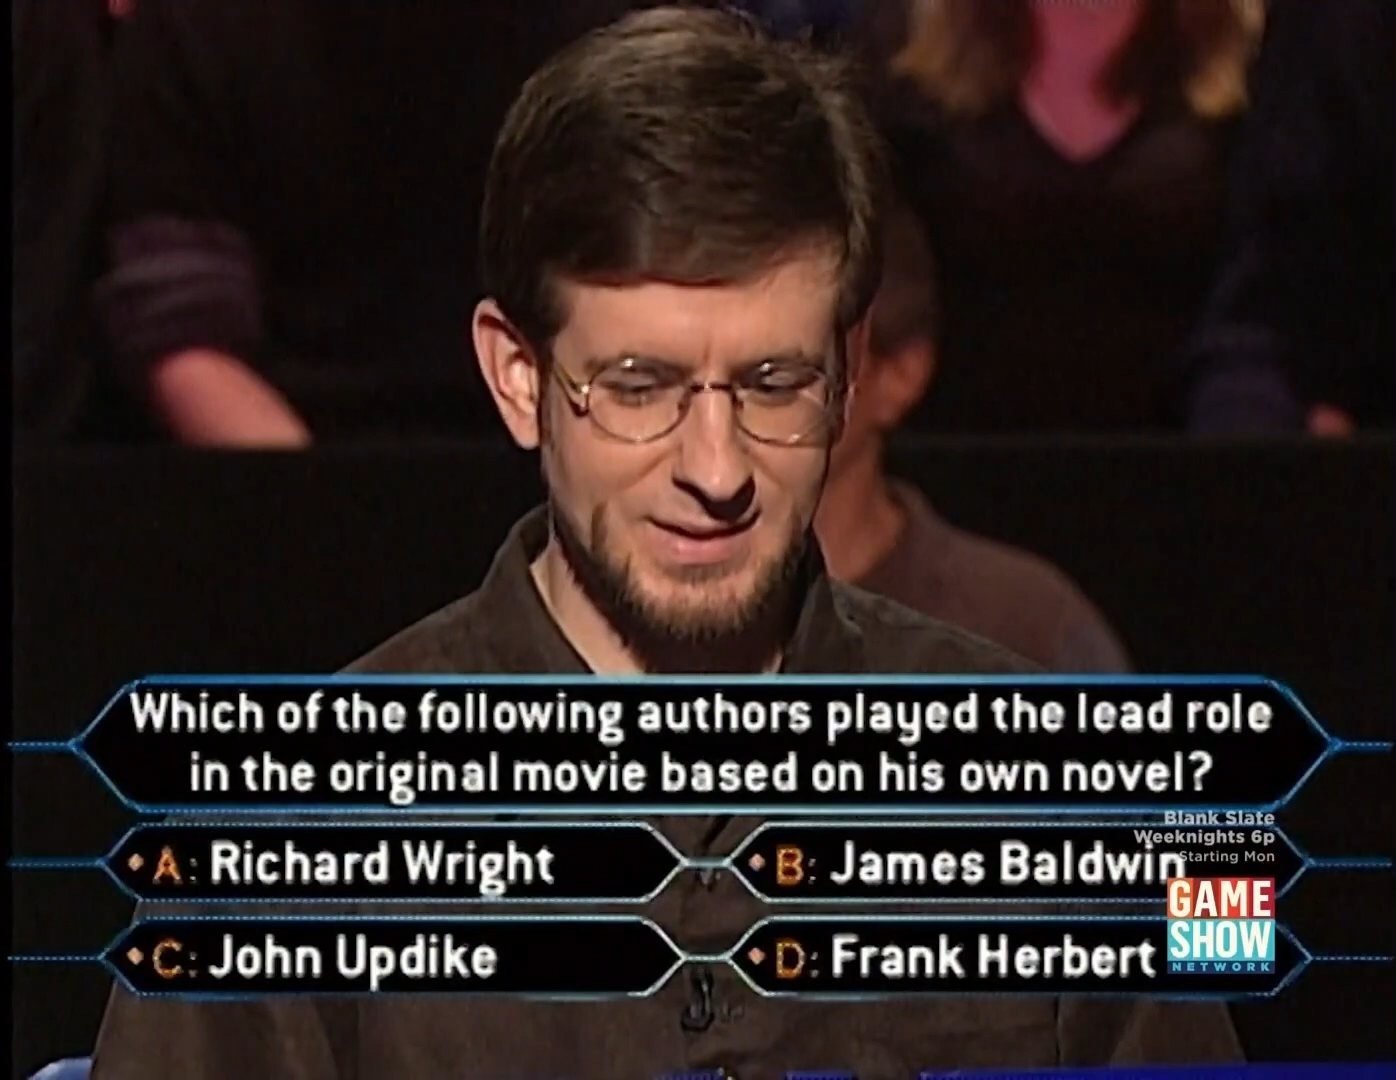 Which of the following authors played the lead role
in the original movie based on his own novel?
Blank Slate
Weeknights 6p
Starting Mon
A: Richard Wright
B: James Baldwin
C: John Updike
D: Frank Herbert
GAME
SHOW
NETWORK